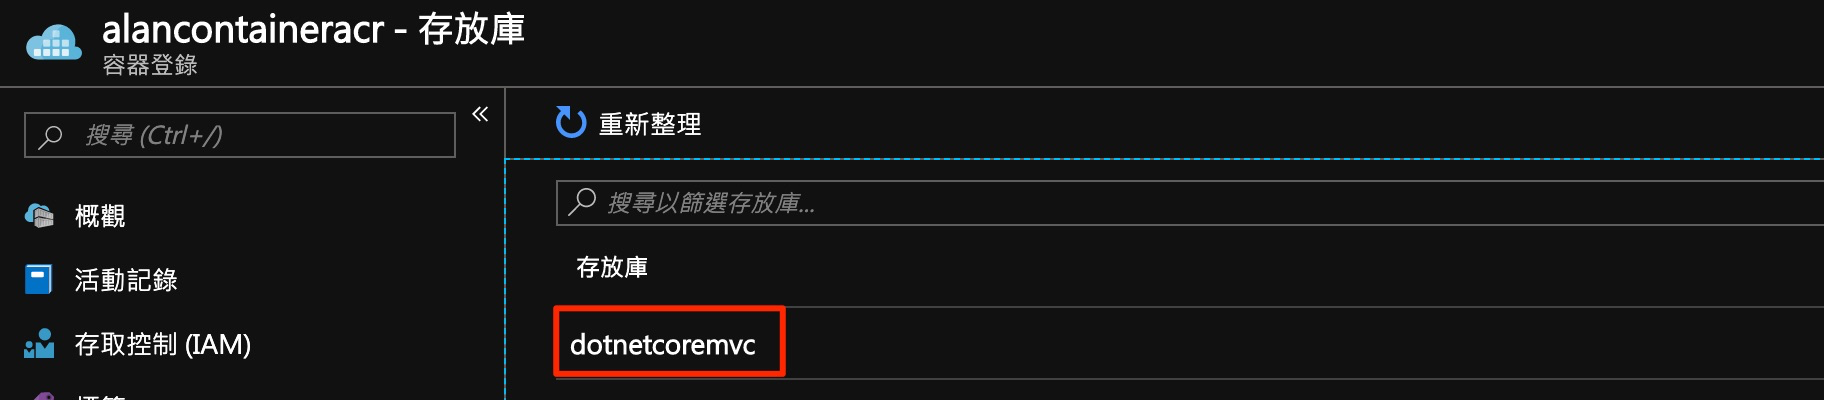 alancontaineracr - 存放庫
容器登錄
搜尋 (Ctrl+/)
«
概觀
活動記錄
存取控制 (IAM)
重新整理
搜尋以篩選存放庫...
存放庫
dotnetcoremvc